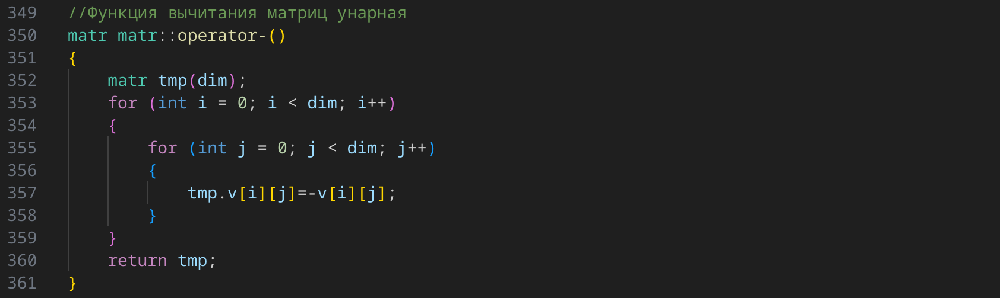 349 //Функция вычитания матриц унарная
350 matr matr::operator-()
351 {
352     matr tmp(dim);
353     for (int i = 0; i < dim; i++)
354     {
355         for (int j = 0; j < dim; j++)
356         {
357             tmp.v[i][j]=-v[i][j];
358         }
359     }
360     return tmp;
361 }